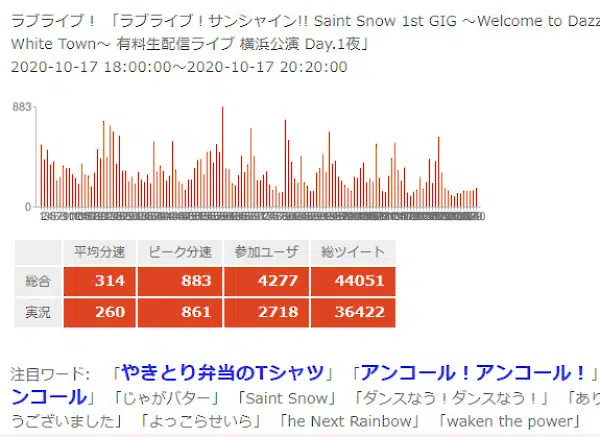 ラブライブ！ 「ラブライブ！サンシャイン!! Saint Snow 1st GIG 〜Welcome to Dazz
White Town〜 有料生配信ライブ 横浜公演 Day.1夜」
2020-10-17 18:00:00〜2020-10-17 20:20:00
883
0
平均分速 ピーク分速 参加ユーザ 総ツイート
総合 314 883 4277 44051
実況 260 861 2718 36422
注目ワード: 「やきとり弁当のTシャツ」 「アンコール！アンコール！」
ンコール」 「じゃがバター」 「Saint Snow」 「ダンスなう！ダンスなう！」 「あり
うございました」 「よっこらせいら」 「he Next Rainbow」 「waken the power」